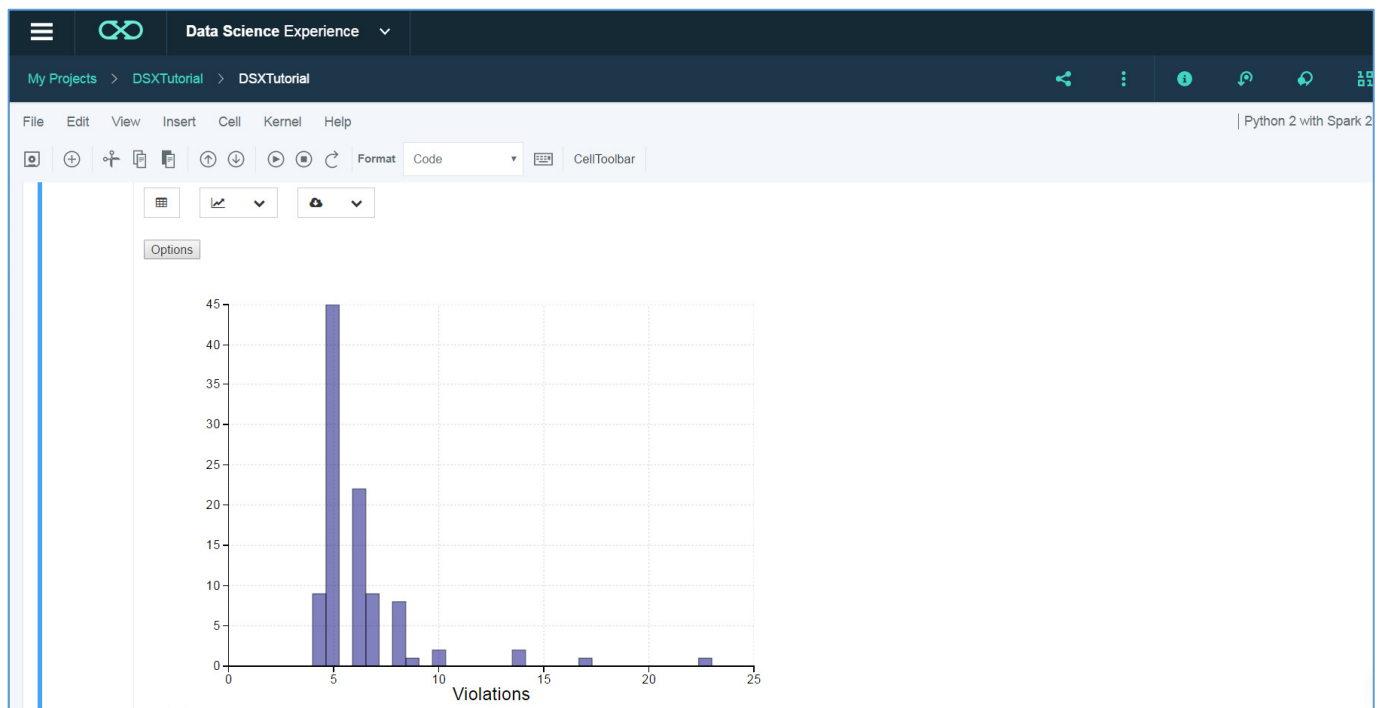 Data Science Experience
My Projects > DSXTutorial > DSXTutorial
File Edit View Insert Cell Kernel Help | Python 2 with Spark 2
Format Code CellToolbar
Options
45
40
35
30
25
20
15
10
5
0
0 5 10 15 20 25
Violations